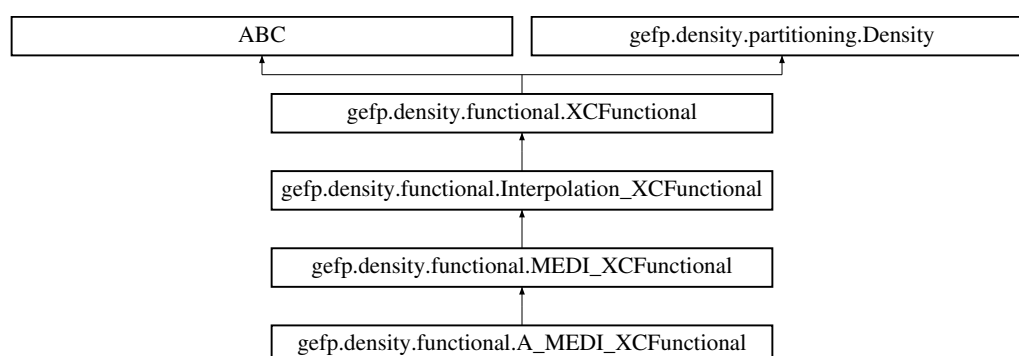 ABC
gefp.density.partitioning.Density
gefp.density.functional.XCFunctional
gefp.density.functional.Interpolation_XCFunctional
gefp.density.functional.MEDI_XCFunctional
gefp.density.functional.A_MEDI_XCFunctional